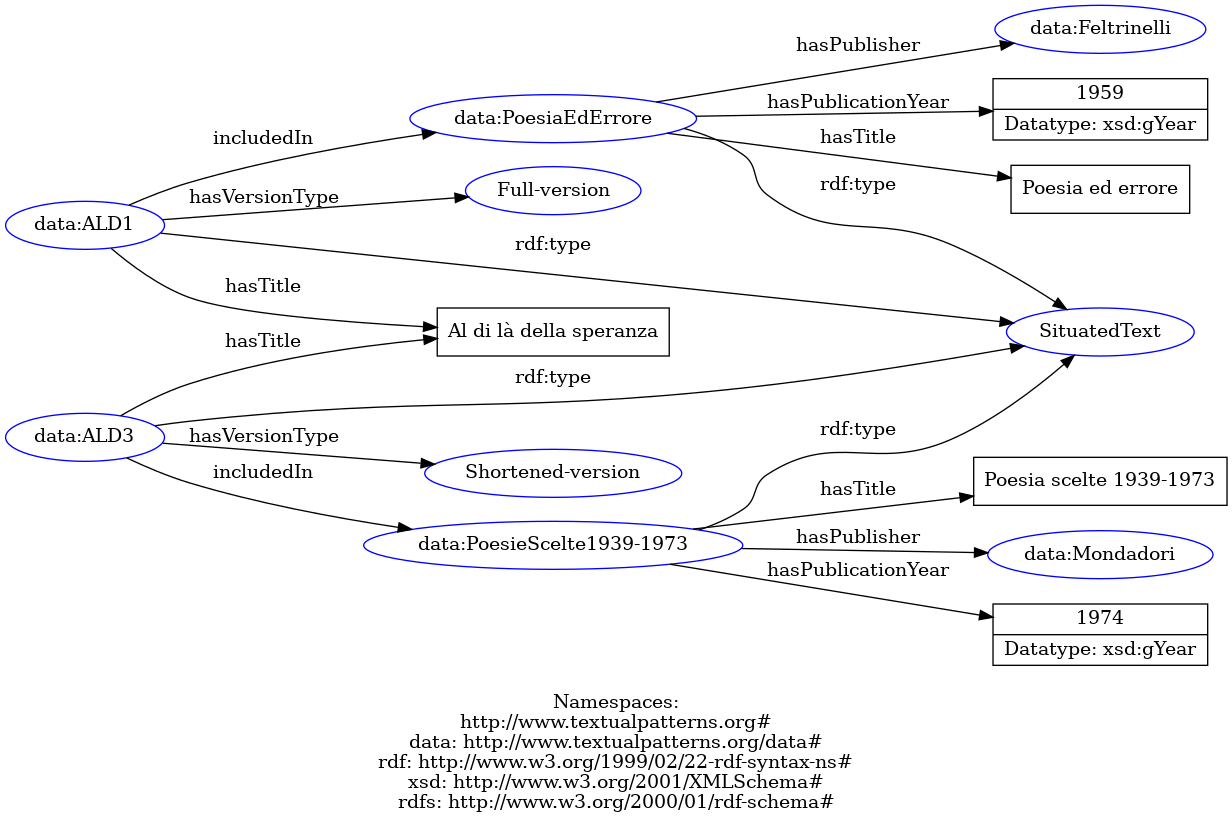 data:Feltrinelli
hasPublisher
1959
hasPublicationYear
data:PoesiaEdErrore
Datatype: xsd:gYear
includedIn
hasTitle
rdf:type
Poesia ed errore
Full-version
hasVersionType
data:ALD1
rdf:type
hasTitle
Al di là della speranza
SituatedText
hasTitle
rdf:type
data:ALD3
hasVersionType
rdf:type
Shortened-version
includedIn
hasTitle
Poesia scelte 1939-1973
hasPublisher
data:PoesieScelte1939-1973
data:Mondadori
hasPublicationYear
1974
Datatype: xsd:gYear
Namespaces:
http://www.textualpatterns.org#
data: http://www.textualpatterns.org/data#
rdf: http://www.w3.org/1999/02/22-rdf-syntax-ns#
xsd: http://www.w3.org/2001/XMLSchema#
rdfs: http://www.w3.org/2000/01/rdf-schema#